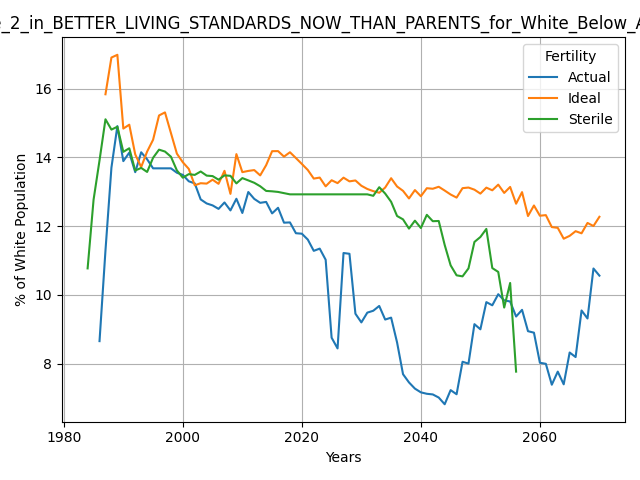 _2_in_BETTER_LIVING_STANDARDS_NOW_THAN_PARENTS_for_White_Below_A
Fertility
Actual
Ideal
Sterile
% of White Population
16
14
12
10
8
1980
2000
2020
2040
2060
Years